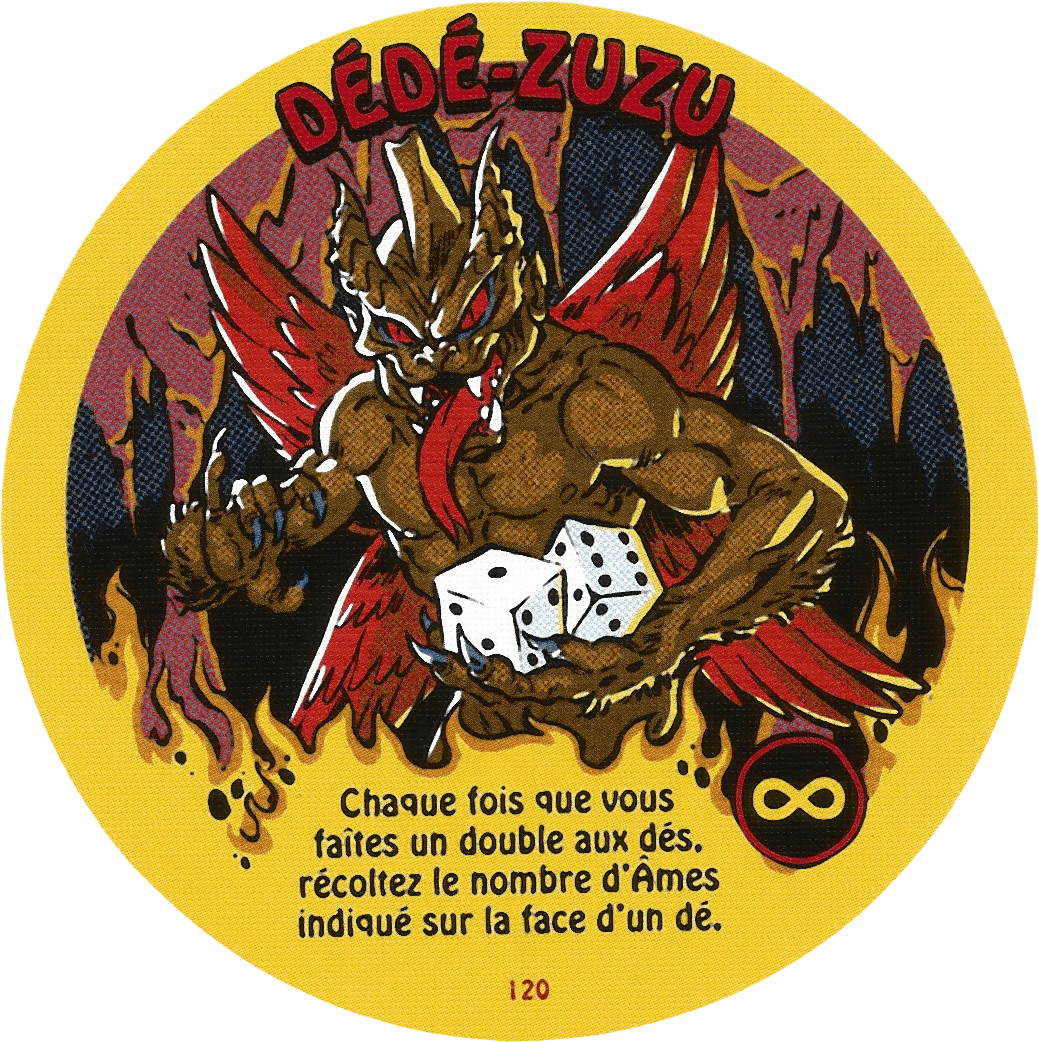 DÉDÉ-ZUZU
Chaque fois que vous
faîtes un double aux dés,
récoltez le nombre d'Âmes
indiqué sur la face d'un dé.
120